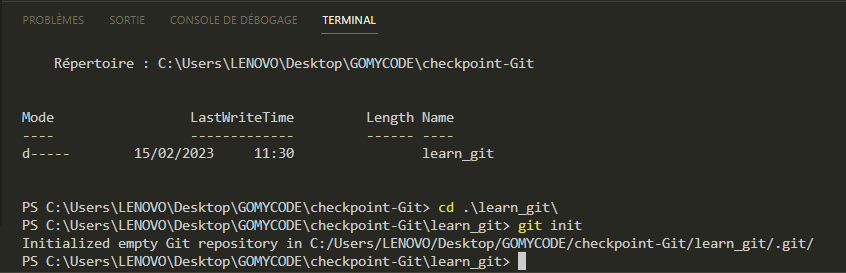 PROBLÈMES SORTIE CONSOLE DE DÉBOGAGE TERMINAL
Répertoire : C:\Users\LENOVO\Desktop\GOMYCODE\checkpoint-Git
Mode LastWriteTime Length Name
---- ------------- ------ ----
d----- 15/02/2023 11:30 learn_git
PS C:\Users\LENOVO\Desktop\GOMYCODE\checkpoint-Git> cd .\learn_git\
PS C:\Users\LENOVO\Desktop\GOMYCODE\checkpoint-Git\learn_git> git init
Initialized empty Git repository in C:/Users/LENOVO/Desktop/GOMYCODE/checkpoint-Git/learn_git/.git/
PS C:\Users\LENOVO\Desktop\GOMYCODE\checkpoint-Git\learn_git>